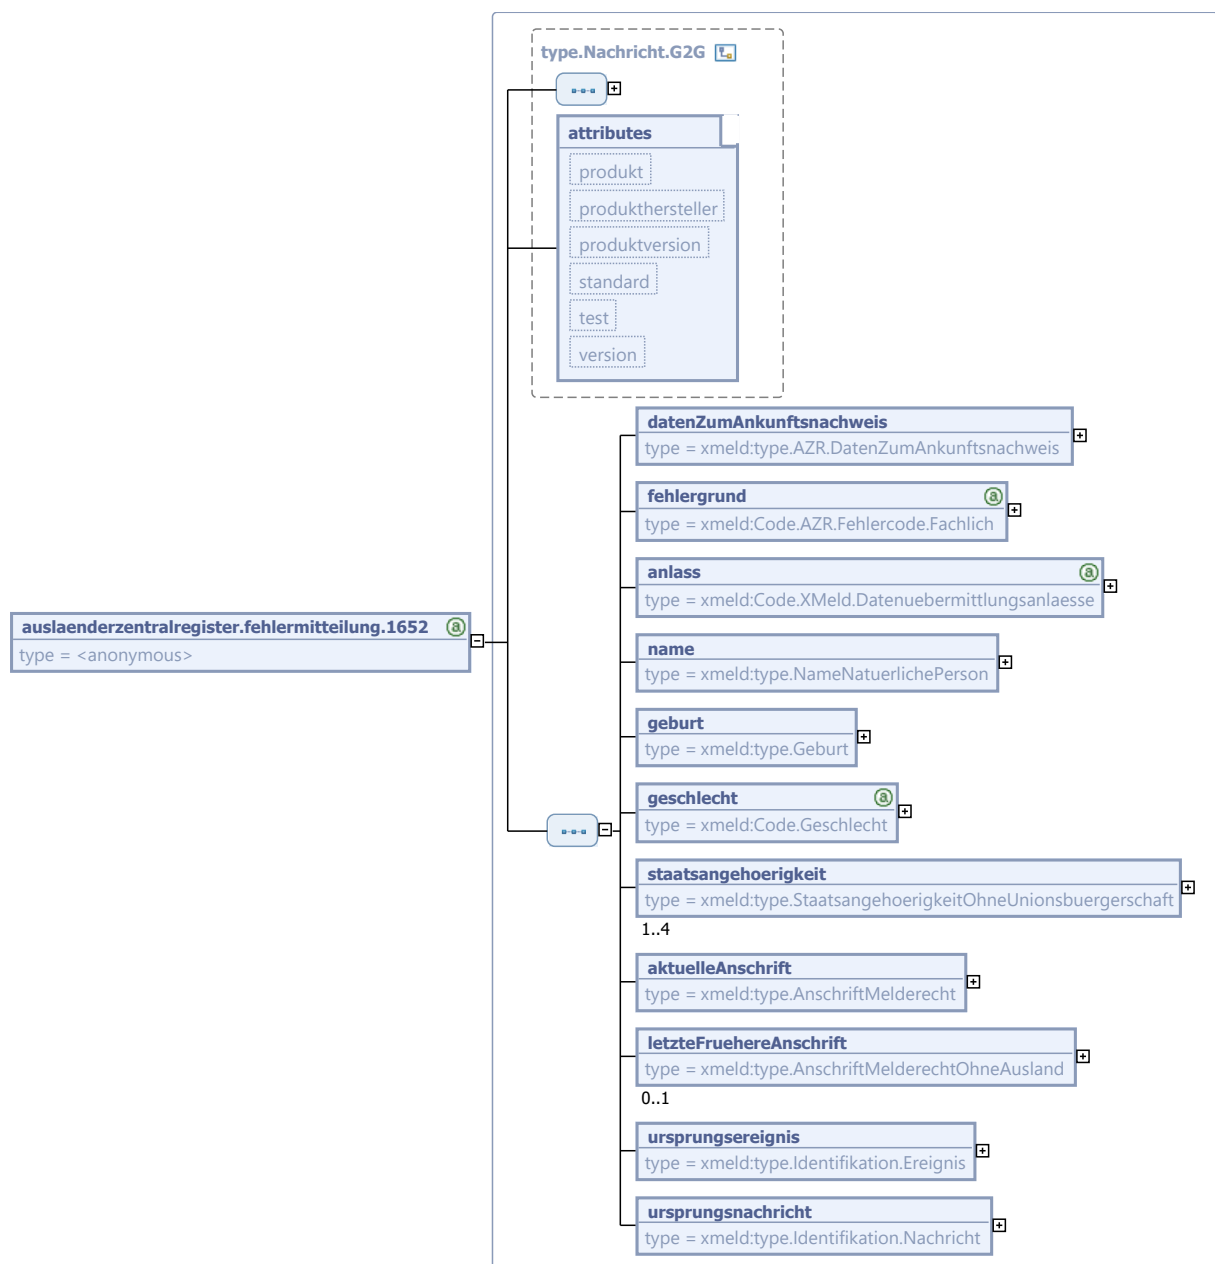 type.Nachricht.G2G
attributes
produkt
produkthersteller
produktversion
standard
test
version
datenZumAnkunftsnachweis
type = xmeld:type.AZR.DatenZumAnkunftsnachweis
fehlergrund
type = xmeld:Code.AZR.Fehlercode.Fachlich
anlass
type = xmeld:Code.XMeld.Datenuebermittlungsanlaesse
auslaenderzentralregister.fehlermitteilung.1652
type = <anonymous>
name
type = xmeld:type.NameNatuerlichePerson
geburt
type = xmeld:type.Geburt
geschlecht
type = xmeld:Code.Geschlecht
staatsangehoerigkeit
type = xmeld:type.StaatsangehoerigkeitOhneUnionsbuergerschaft
1..4
aktuelleAnschrift
type = xmeld:type.AnschriftMelderecht
letzteFruehereAnschrift
type = xmeld:type.AnschriftMelderechtOhneAusland
0..1
ursprungsereignis
type = xmeld:type.Identifikation.Ereignis
ursprungsnachricht
type = xmeld:type.Identifikation.Nachricht